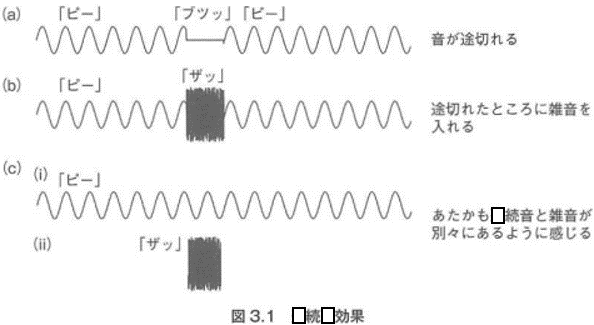 (a) 「ピー」 「ブツッ」 「ピー」
音が途切れる
(b) 「ピー」 「ザッ」
途切れたところに雑音を
入れる
(c) (i) 「ピー」
あたかも□続音と雑音が
別々にあるように感じる
(ii) 「ザッ」
図 3.1 □続□効果